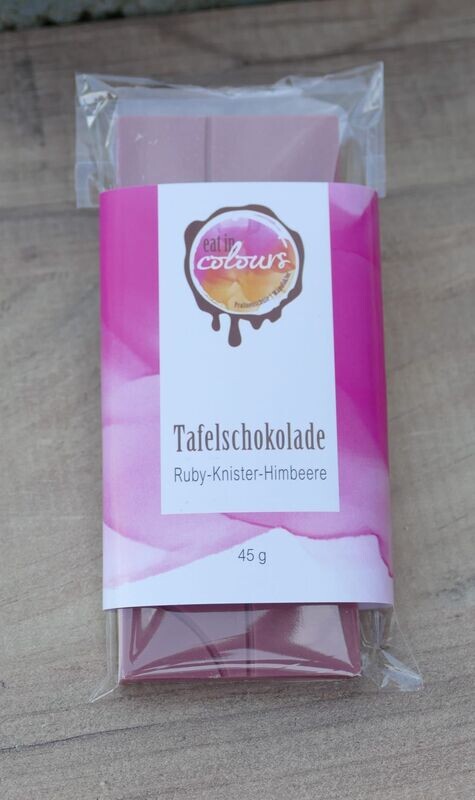 eat in
colours
Tafelschokolade
Ruby-Knister-Himbeere
45 g